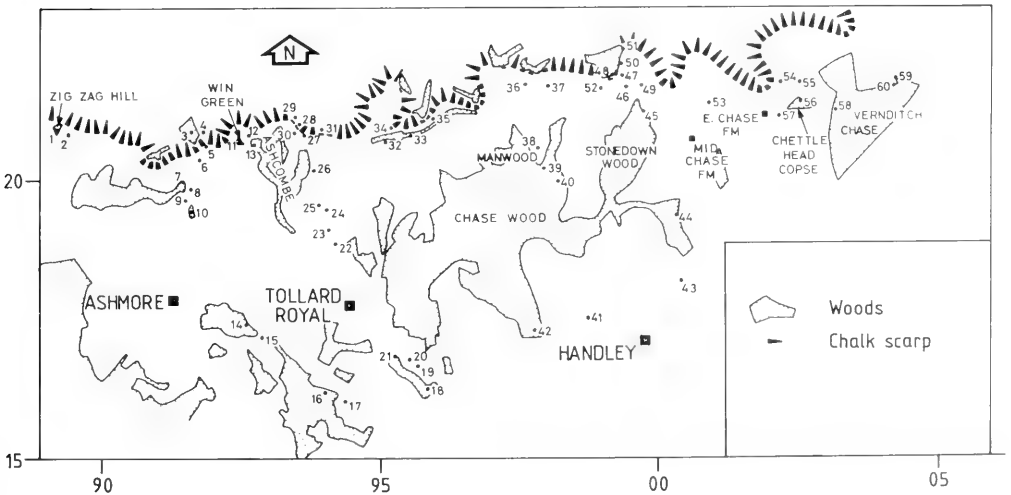 N
ZIG ZAG HILL
WIN
GREEN
1
2
3
4
5
6
7
8
9
10
11
12
13
ASHCOMBE
29
28
30
27
31
26
25
24
23
22
34
32
33
35
36
37
38
MANWOOD
39
40
CHASE WOOD
48
51
50
47
52
46
49
45
STONEDOWN
WOOD
53
E. CHASE
FM
MID
CHASE
FM
54
55
56
57
58
59
60
CHETTLE
HEAD
COPSE
VERNDITCH
CHASE
44
43
42
41
HANDLEY
ASHMORE
TOLLARD
ROYAL
14
15
16
17
21
20
19
18
Woods
Chalk scarp
20
15
90
95
00
05